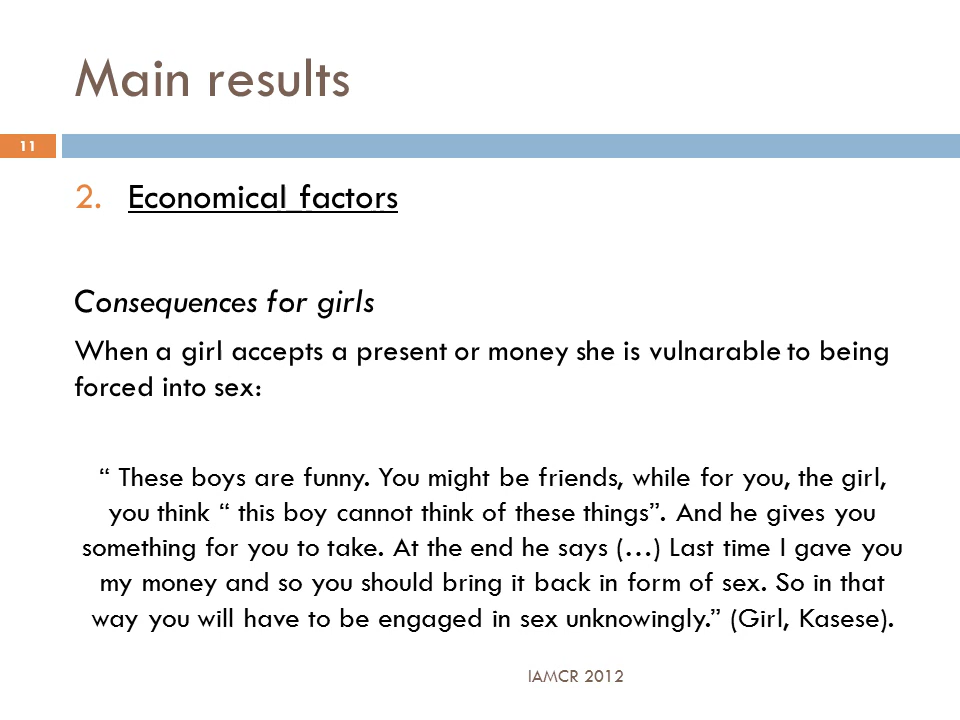 Main results
11
2. Economical factors
Consequences for girls
When a girl accepts a present or money she is vulnarable to being
forced into sex:
“ These boys are funny. You might be friends, while for you, the girl,
you think “ this boy cannot think of these things”. And he gives you
something for you to take. At the end he says (…) Last time I gave you
my money and so you should bring it back in form of sex. So in that
way you will have to be engaged in sex unknowingly.” (Girl, Kasese).
IAMCR 2012